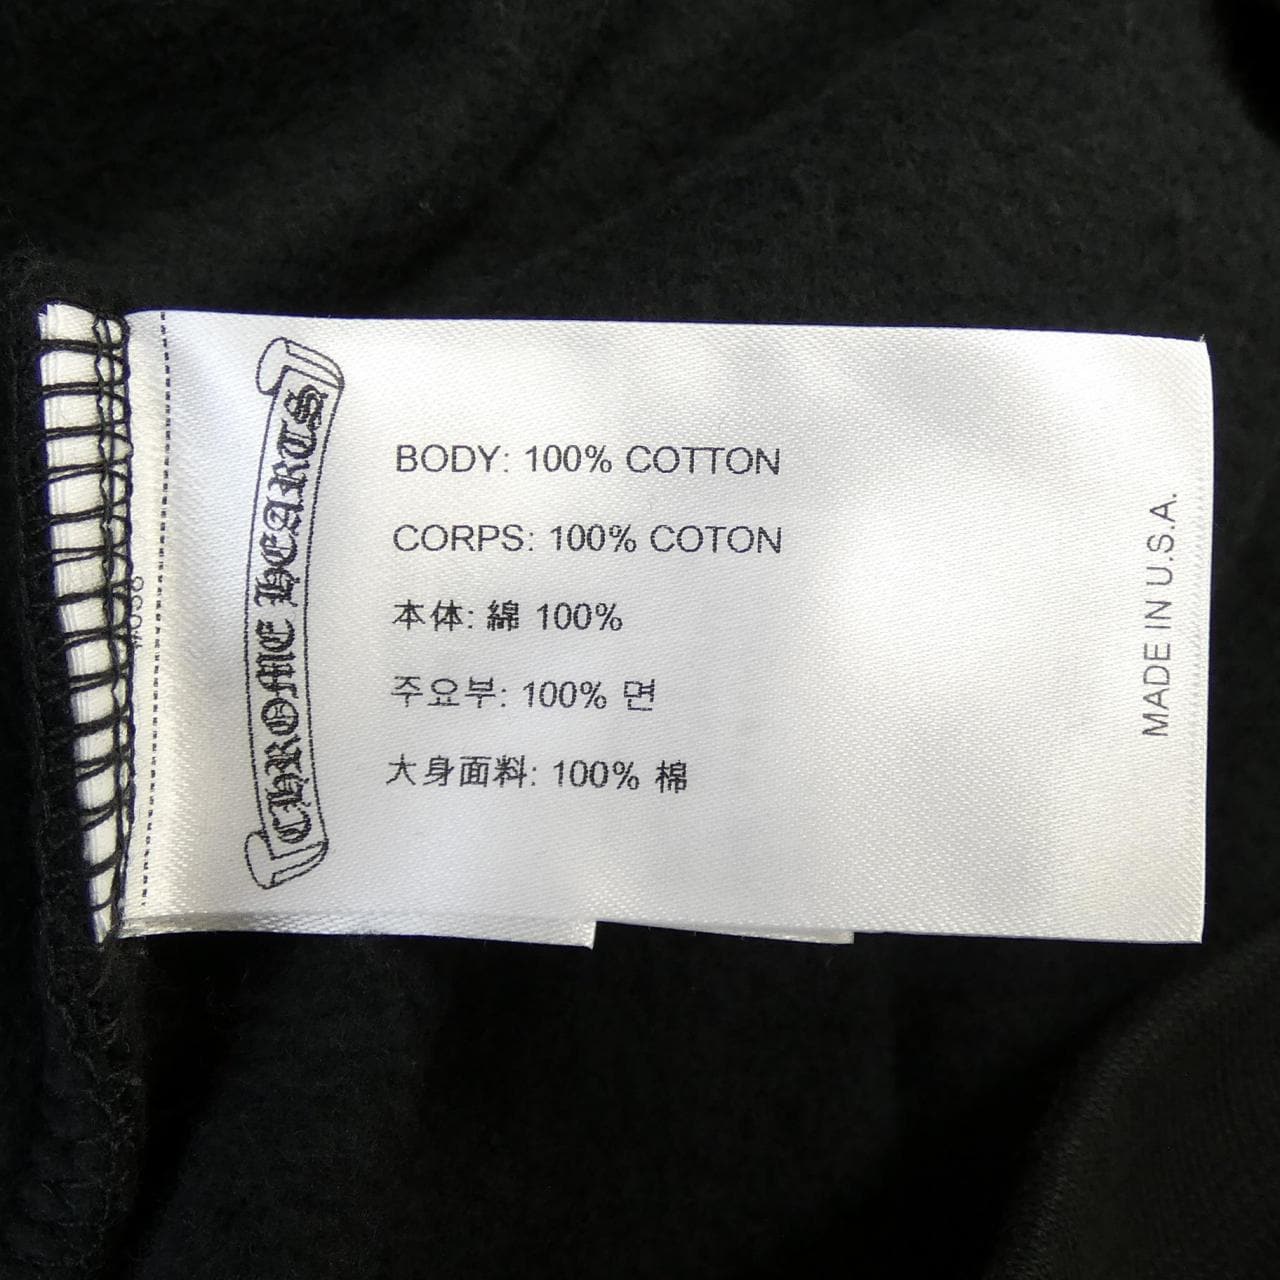 CHROME HEARTS
BODY: 100% COTTON
CORPS: 100% COTON
本体: 綿 100%
주요부: 100% 면
大身面料: 100% 棉
MADE IN U.S.A.